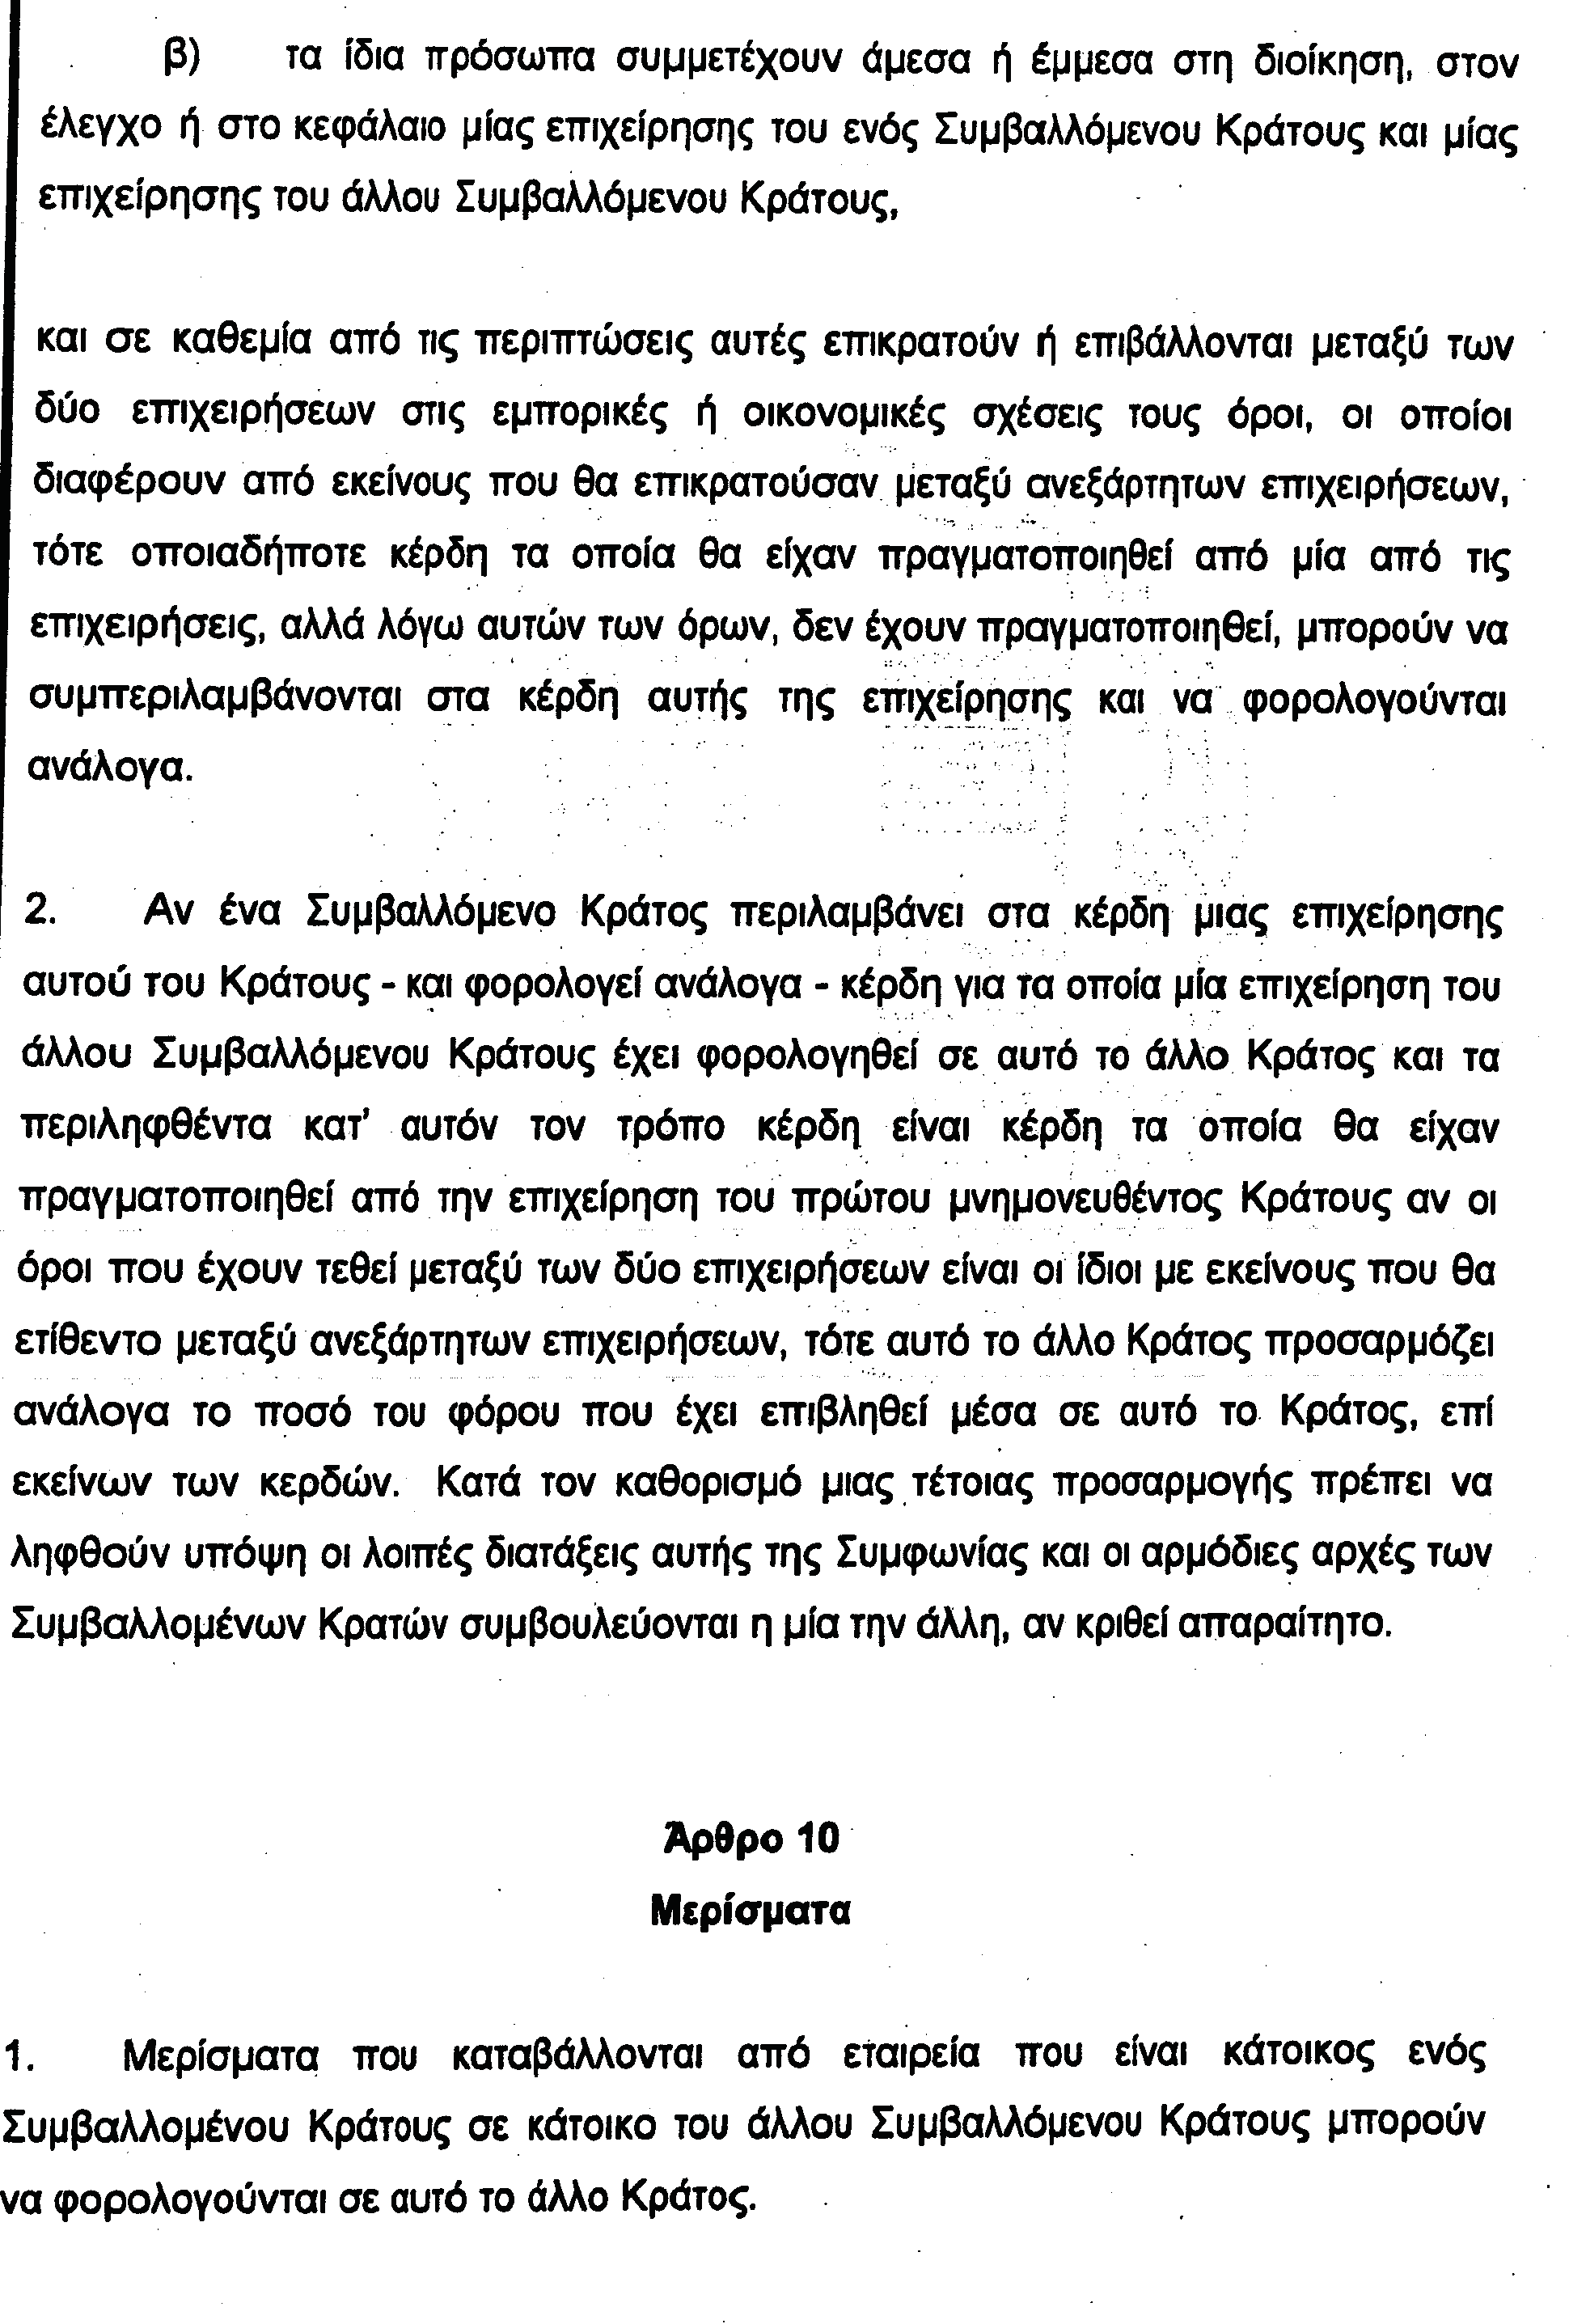 β) τα ίδια πρόσωπα συμμετέχουν άμεσα ή έμμεσα στη διοίκηση, στον
έλεγχο ή στο κεφάλαιο μίας επιχείρησης του ενός Συμβαλλόμενου Κράτους και μίας
επιχείρησης του άλλου Συμβαλλόμενου Κράτους,
και σε καθεμία από τις περιπτώσεις αυτές επικρατούν ή επιβάλλονται μεταξύ των
δύο επιχειρήσεων στις εμπορικές ή οικονομικές σχέσεις τους όροι, οι οποίοι
διαφέρουν από εκείνους που θα επικρατούσαν μεταξύ ανεξάρτητων επιχειρήσεων,
τότε οποιαδήποτε κέρδη τα οποία θα είχαν πραγματοποιηθεί από μία από τις
επιχειρήσεις, αλλά λόγω αυτών των όρων, δεν έχουν πραγματοποιηθεί, μπορούν να
συμπεριλαμβάνονται στα κέρδη αυτής της επιχείρησης και να φορολογούνται
ανάλογα.
2. Αν ένα Συμβαλλόμενο Κράτος περιλαμβάνει στα κέρδη μιας επιχείρησης
αυτού του Κράτους - και φορολογεί ανάλογα - κέρδη για τα οποία μία επιχείρηση του
άλλου Συμβαλλόμενου Κράτους έχει φορολογηθεί σε αυτό το άλλο Κράτος και τα
περιληφθέντα κατ’ αυτόν τον τρόπο κέρδη είναι κέρδη τα οποία θα είχαν
πραγματοποιηθεί από την επιχείρηση του πρώτου μνημονευθέντος Κράτους αν οι
όροι που έχουν τεθεί μεταξύ των δύο επιχειρήσεων είναι οι ίδιοι με εκείνους που θα
ετίθεντο μεταξύ ανεξάρτητων επιχειρήσεων, τότε αυτό το άλλο Κράτος προσαρμόζει
ανάλογα το ποσό του φόρου που έχει επιβληθεί μέσα σε αυτό το Κράτος, επί
εκείνων των κερδών. Κατά τον καθορισμό μιας τέτοιας προσαρμογής πρέπει να
ληφθούν υπόψη οι λοιπές διατάξεις αυτής της Συμφωνίας και οι αρμόδιες αρχές των
Συμβαλλομένων Κρατών συμβουλεύονται η μία την άλλη, αν κριθεί απαραίτητο.
Άρθρο 10
Μερίσματα
1. Μερίσματα που καταβάλλονται από εταιρεία που είναι κάτοικος ενός
Συμβαλλομένου Κράτους σε κάτοικο του άλλου Συμβαλλόμενου Κράτους μπορούν
να φορολογούνται σε αυτό το άλλο Κράτος.